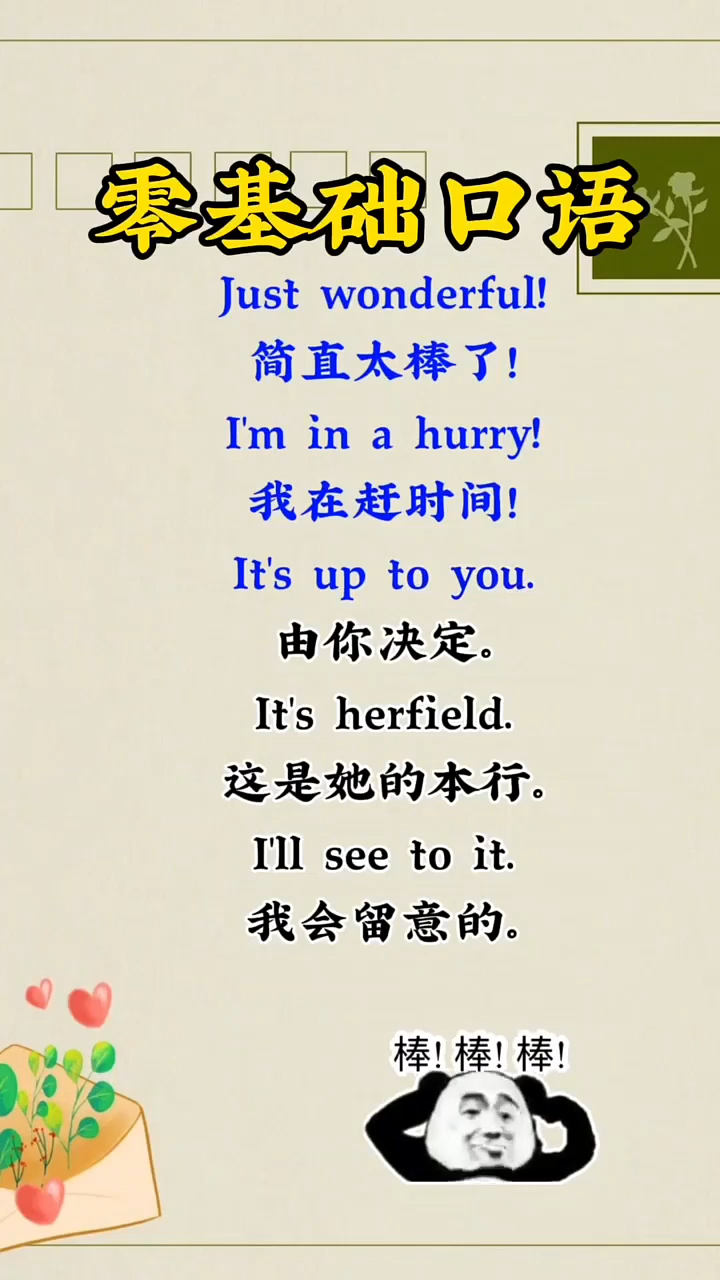 零基础口语
Just wonderful!
简直太棒了!
I'm in a hurry!
我在赶时间!
It's up to you.
由你决定。
It's herfield.
这是她的本行。
I'll see to it.
我会留意的。
棒! 棒! 棒!